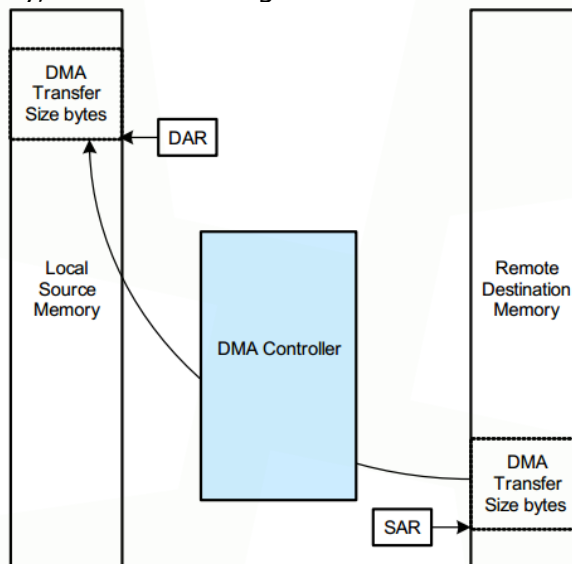 DMA
Transfer
Size bytes
DAR
Local
Source
Memory
DMA Controller
Remote
Destination
Memory
DMA
Transfer
Size bytes
SAR